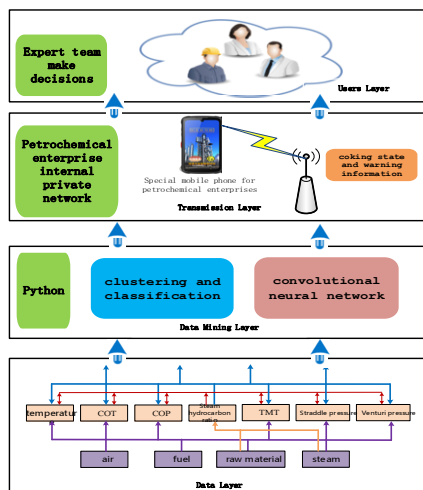 Expert team
make
decisions
Users Layer
Petrochemical
enterprise
internal
private
network
Special mobile phone for
petrochemical enterprises
coking state
and warning
information
Transmission Layer
Python
clustering and
classification
convolutional
neural network
Data Mining Layer
temperatur
COT
COP
Steam
hydrocarbon
ratio
TMT
Straddle pressure
Venturi pressure
air
fuel
raw material
steam
Data Layer